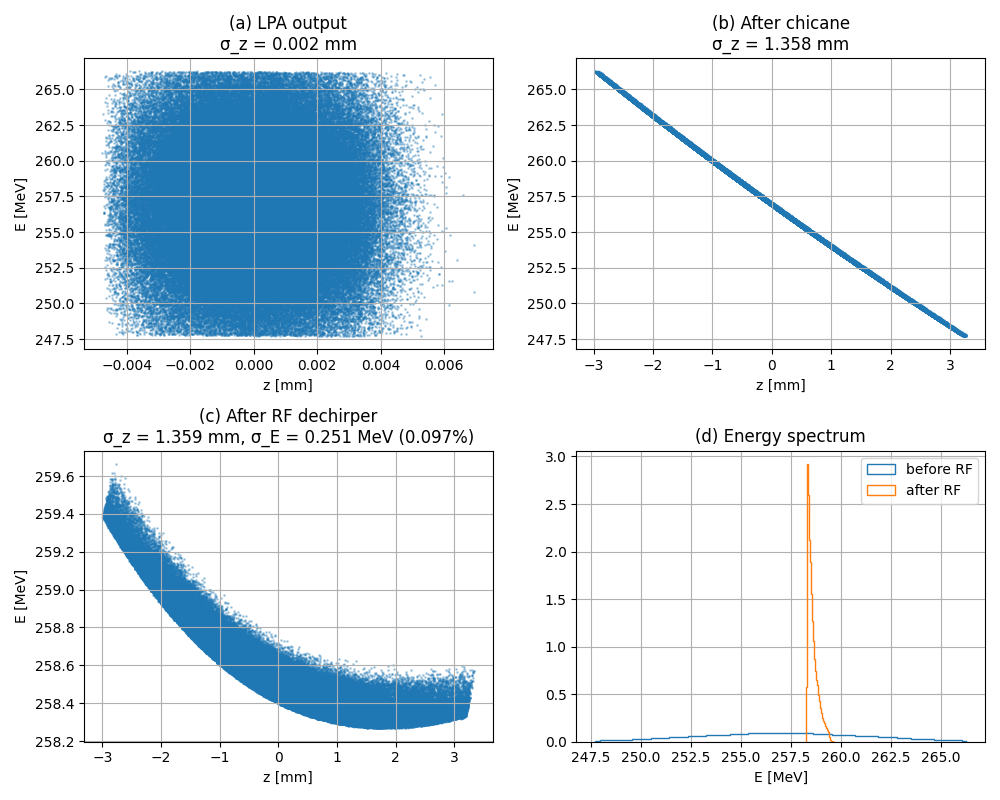 (a) LPA output
σ_z = 0.002 mm
E [MeV]
265.0
262.5
260.0
257.5
255.0
252.5
250.0
247.5
−0.004 −0.002 0.000 0.002 0.004 0.006
z [mm]
(b) After chicane
σ_z = 1.358 mm
E [MeV]
265.0
262.5
260.0
257.5
255.0
252.5
250.0
247.5
−3 −2 −1 0 1 2 3
z [mm]
(c) After RF dechirper
σ_z = 1.359 mm, σ_E = 0.251 MeV (0.097%)
E [MeV]
259.6
259.4
259.2
259.0
258.8
258.6
258.4
258.2
−3 −2 −1 0 1 2 3
z [mm]
(d) Energy spectrum
before RF
after RF
3.0
2.5
2.0
1.5
1.0
0.5
0.0
247.5 250.0 252.5 255.0 257.5 260.0 262.5 265.0
E [MeV]